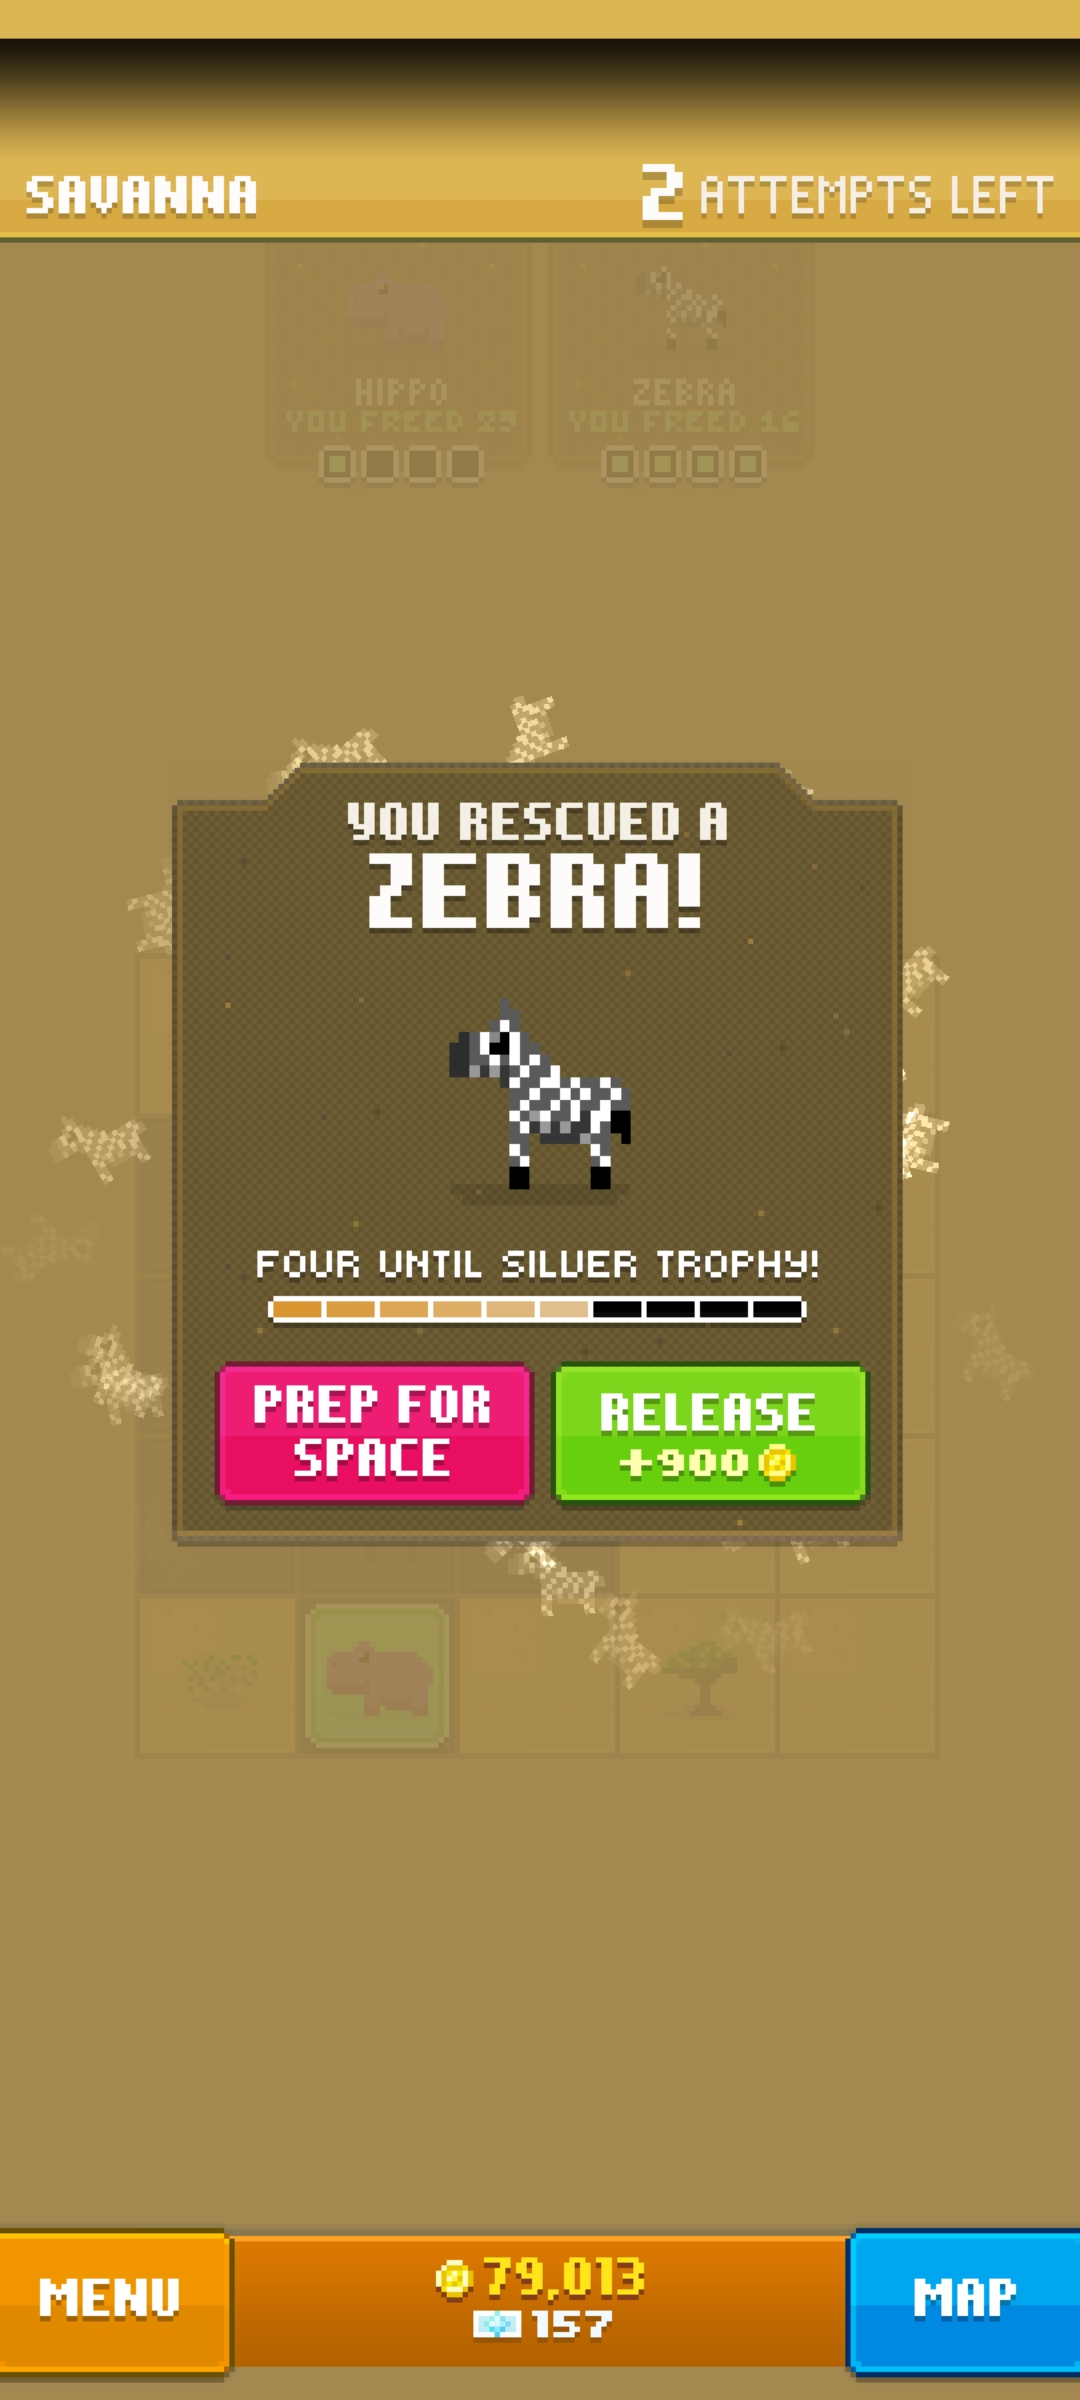 SAVANNA
2 ATTEMPTS LEFT
HIPPO
ZEBRA
YOU FREED 29
YOU FREED 16
YOU RESCUED A
ZEBRA!
FOUR UNTIL SILVER TROPHY!
PREP FOR
SPACE
RELEASE
+900
MENU
79,013
157
MAP